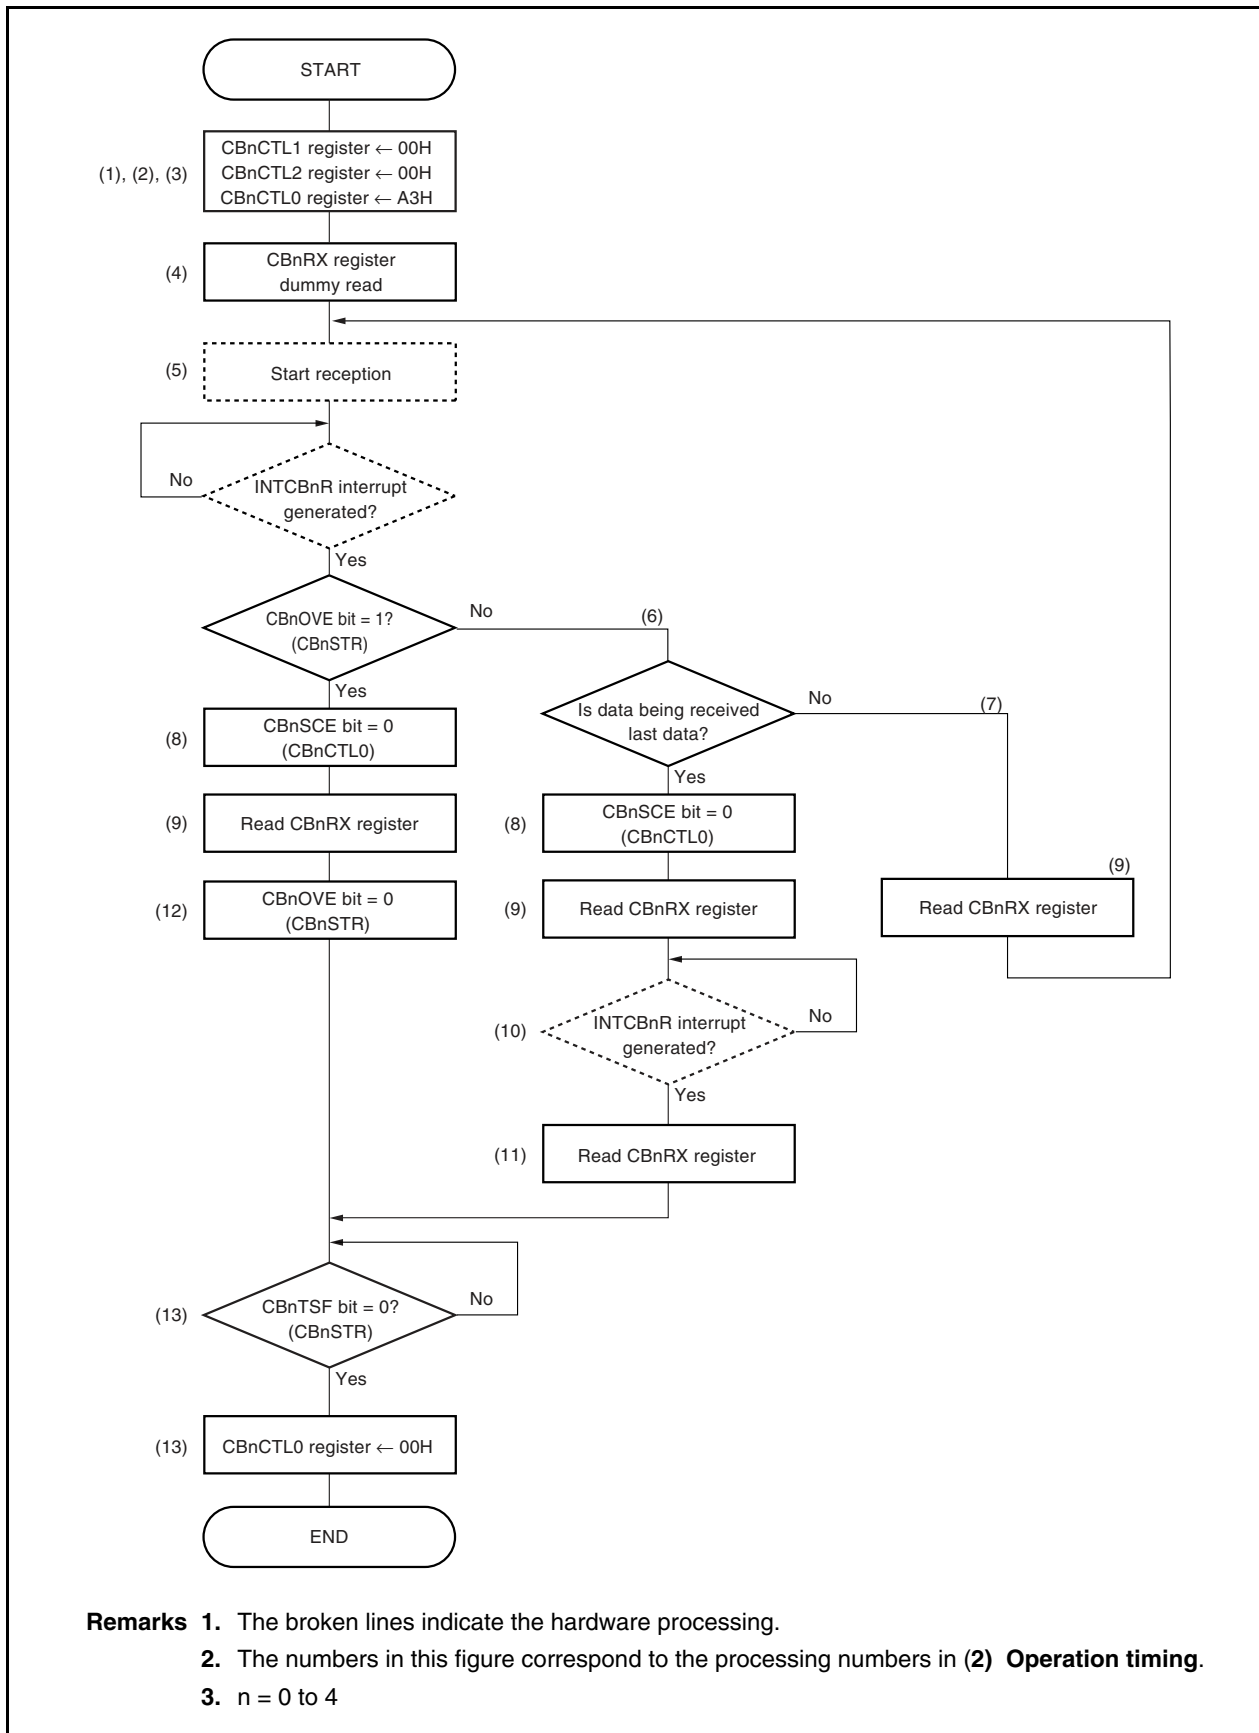 START
(1), (2), (3)
CBnCTL1 register ← 00H
CBnCTL2 register ← 00H
CBnCTL0 register ← A3H
(4)
CBnRX register
dummy read
(5)
Start reception
No
INTCBnR interrupt
generated?
Yes
CBnOVE bit = 1?
(CBnSTR)
No
(6)
Yes
Is data being received
last data?
No
(7)
Yes
(8)
CBnSCE bit = 0
(CBnCTL0)
(8)
CBnSCE bit = 0
(CBnCTL0)
(9)
Read CBnRX register
(9)
Read CBnRX register
(9)
Read CBnRX register
(12)
CBnOVE bit = 0
(CBnSTR)
(10)
INTCBnR interrupt
generated?
No
Yes
(11)
Read CBnRX register
(13)
CBnTSF bit = 0?
(CBnSTR)
No
Yes
(13)
CBnCTL0 register ← 00H
END
Remarks 1. The broken lines indicate the hardware processing.
2. The numbers in this figure correspond to the processing numbers in (2) Operation timing.
3. n = 0 to 4